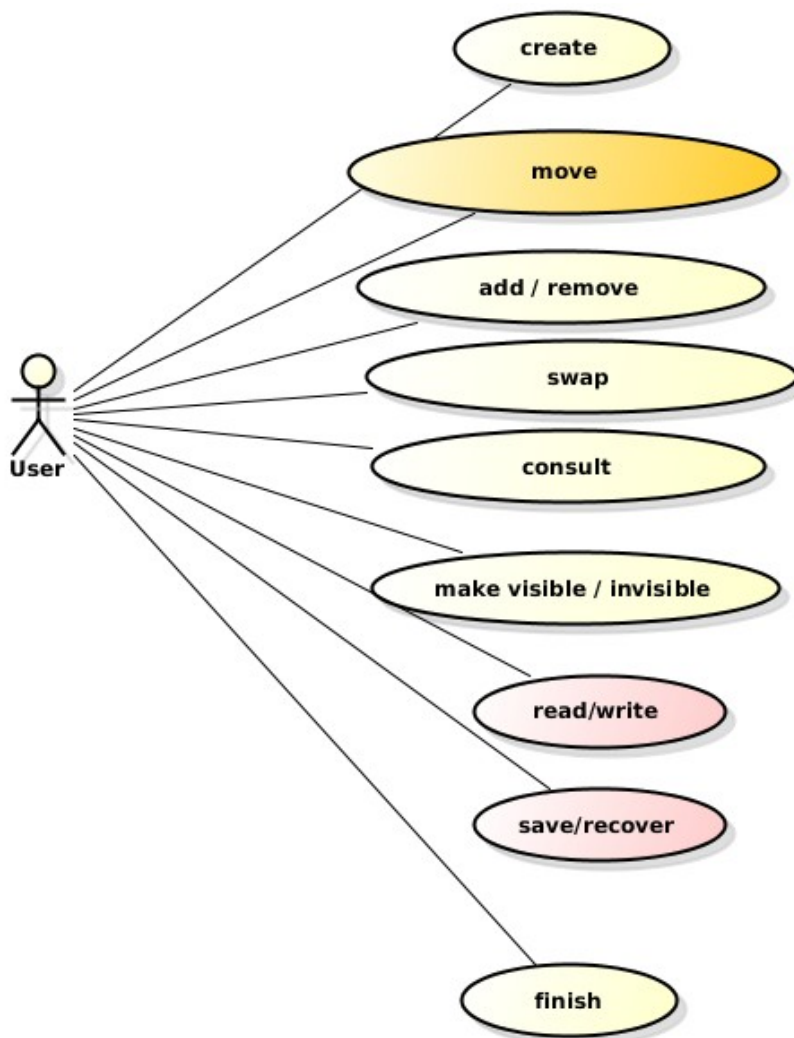 create
move
add / remove
swap
consult
User
make visible / invisible
read/write
save/recover
finish